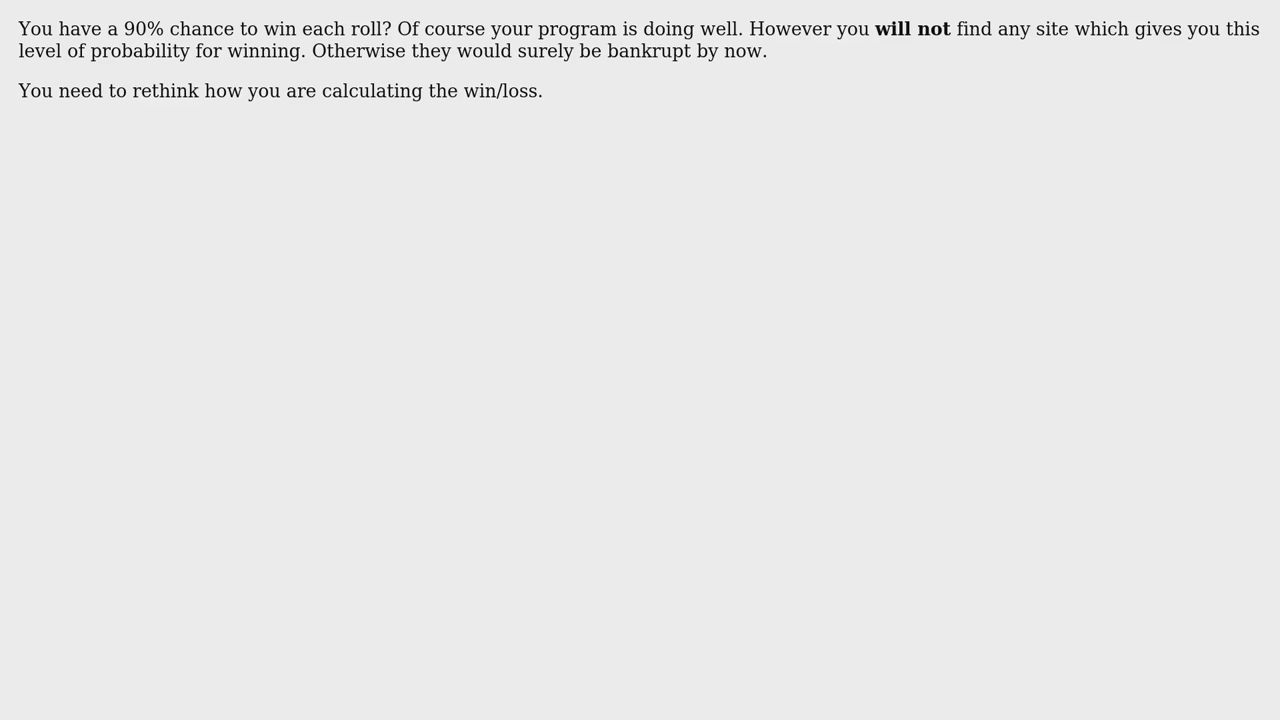 You have a 90% chance to win each roll? Of course your program is doing well. However you will not find any site which gives you this
level of probability for winning. Otherwise they would surely be bankrupt by now.
You need to rethink how you are calculating the win/loss.